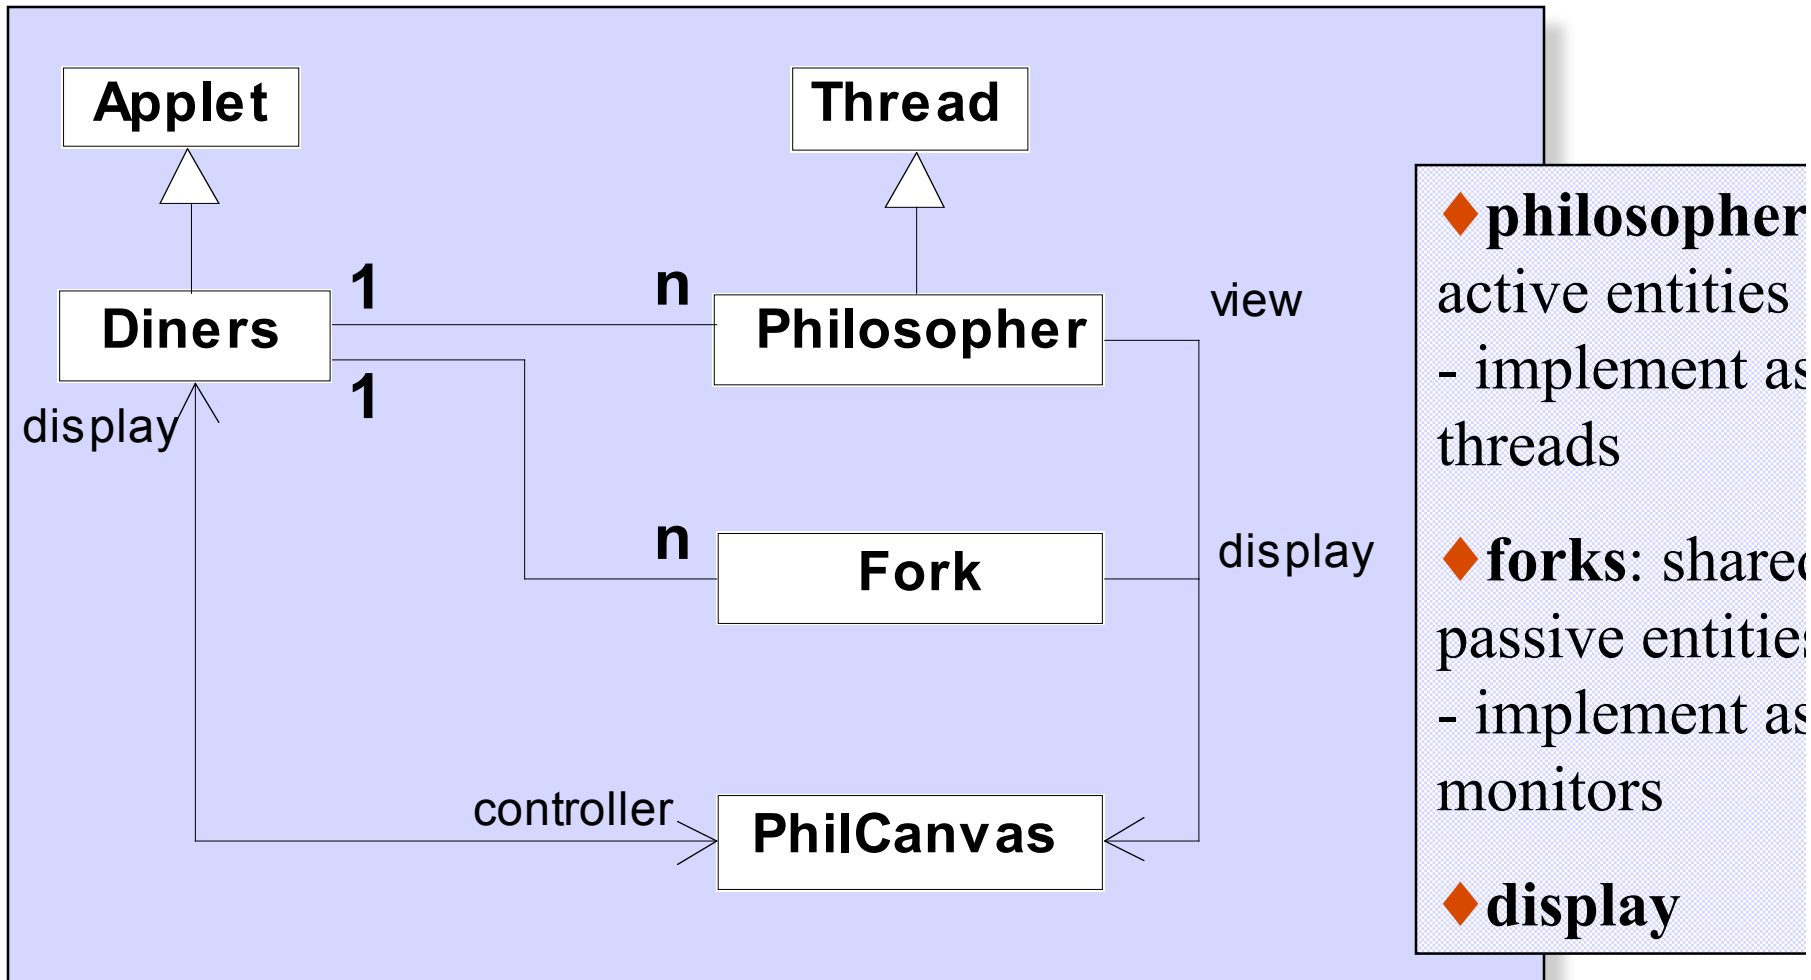 Applet
Thread
1
n
view
Diners
Philosopher
1
display
n
display
Fork
controller
PhilCanvas
♦philosopher
active entities
- implement as
threads
♦forks: shared
passive entities
- implement as
monitors
♦display